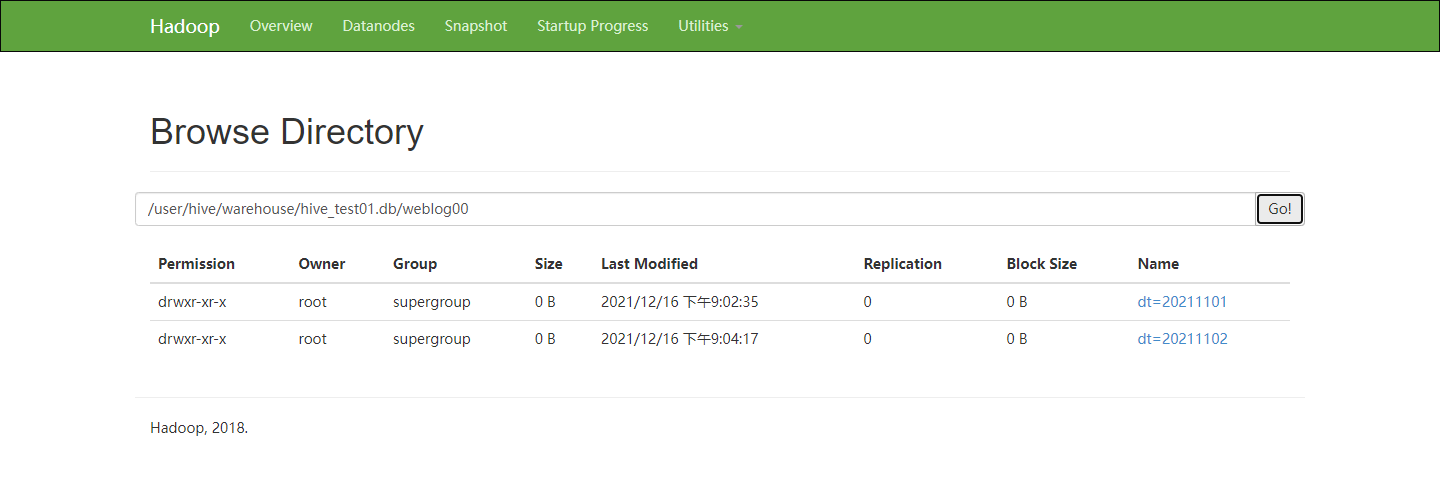 Hadoop Overview Datanodes Snapshot Startup Progress Utilities
Browse Directory
/user/hive/warehouse/hive_test01.db/weblog00 Go!
Permission Owner Group Size Last Modified Replication Block Size Name
drwxr-xr-x root supergroup 0 B 2021/12/16 下午9:02:35 0 0 B dt=20211101
drwxr-xr-x root supergroup 0 B 2021/12/16 下午9:04:17 0 0 B dt=20211102
Hadoop, 2018.